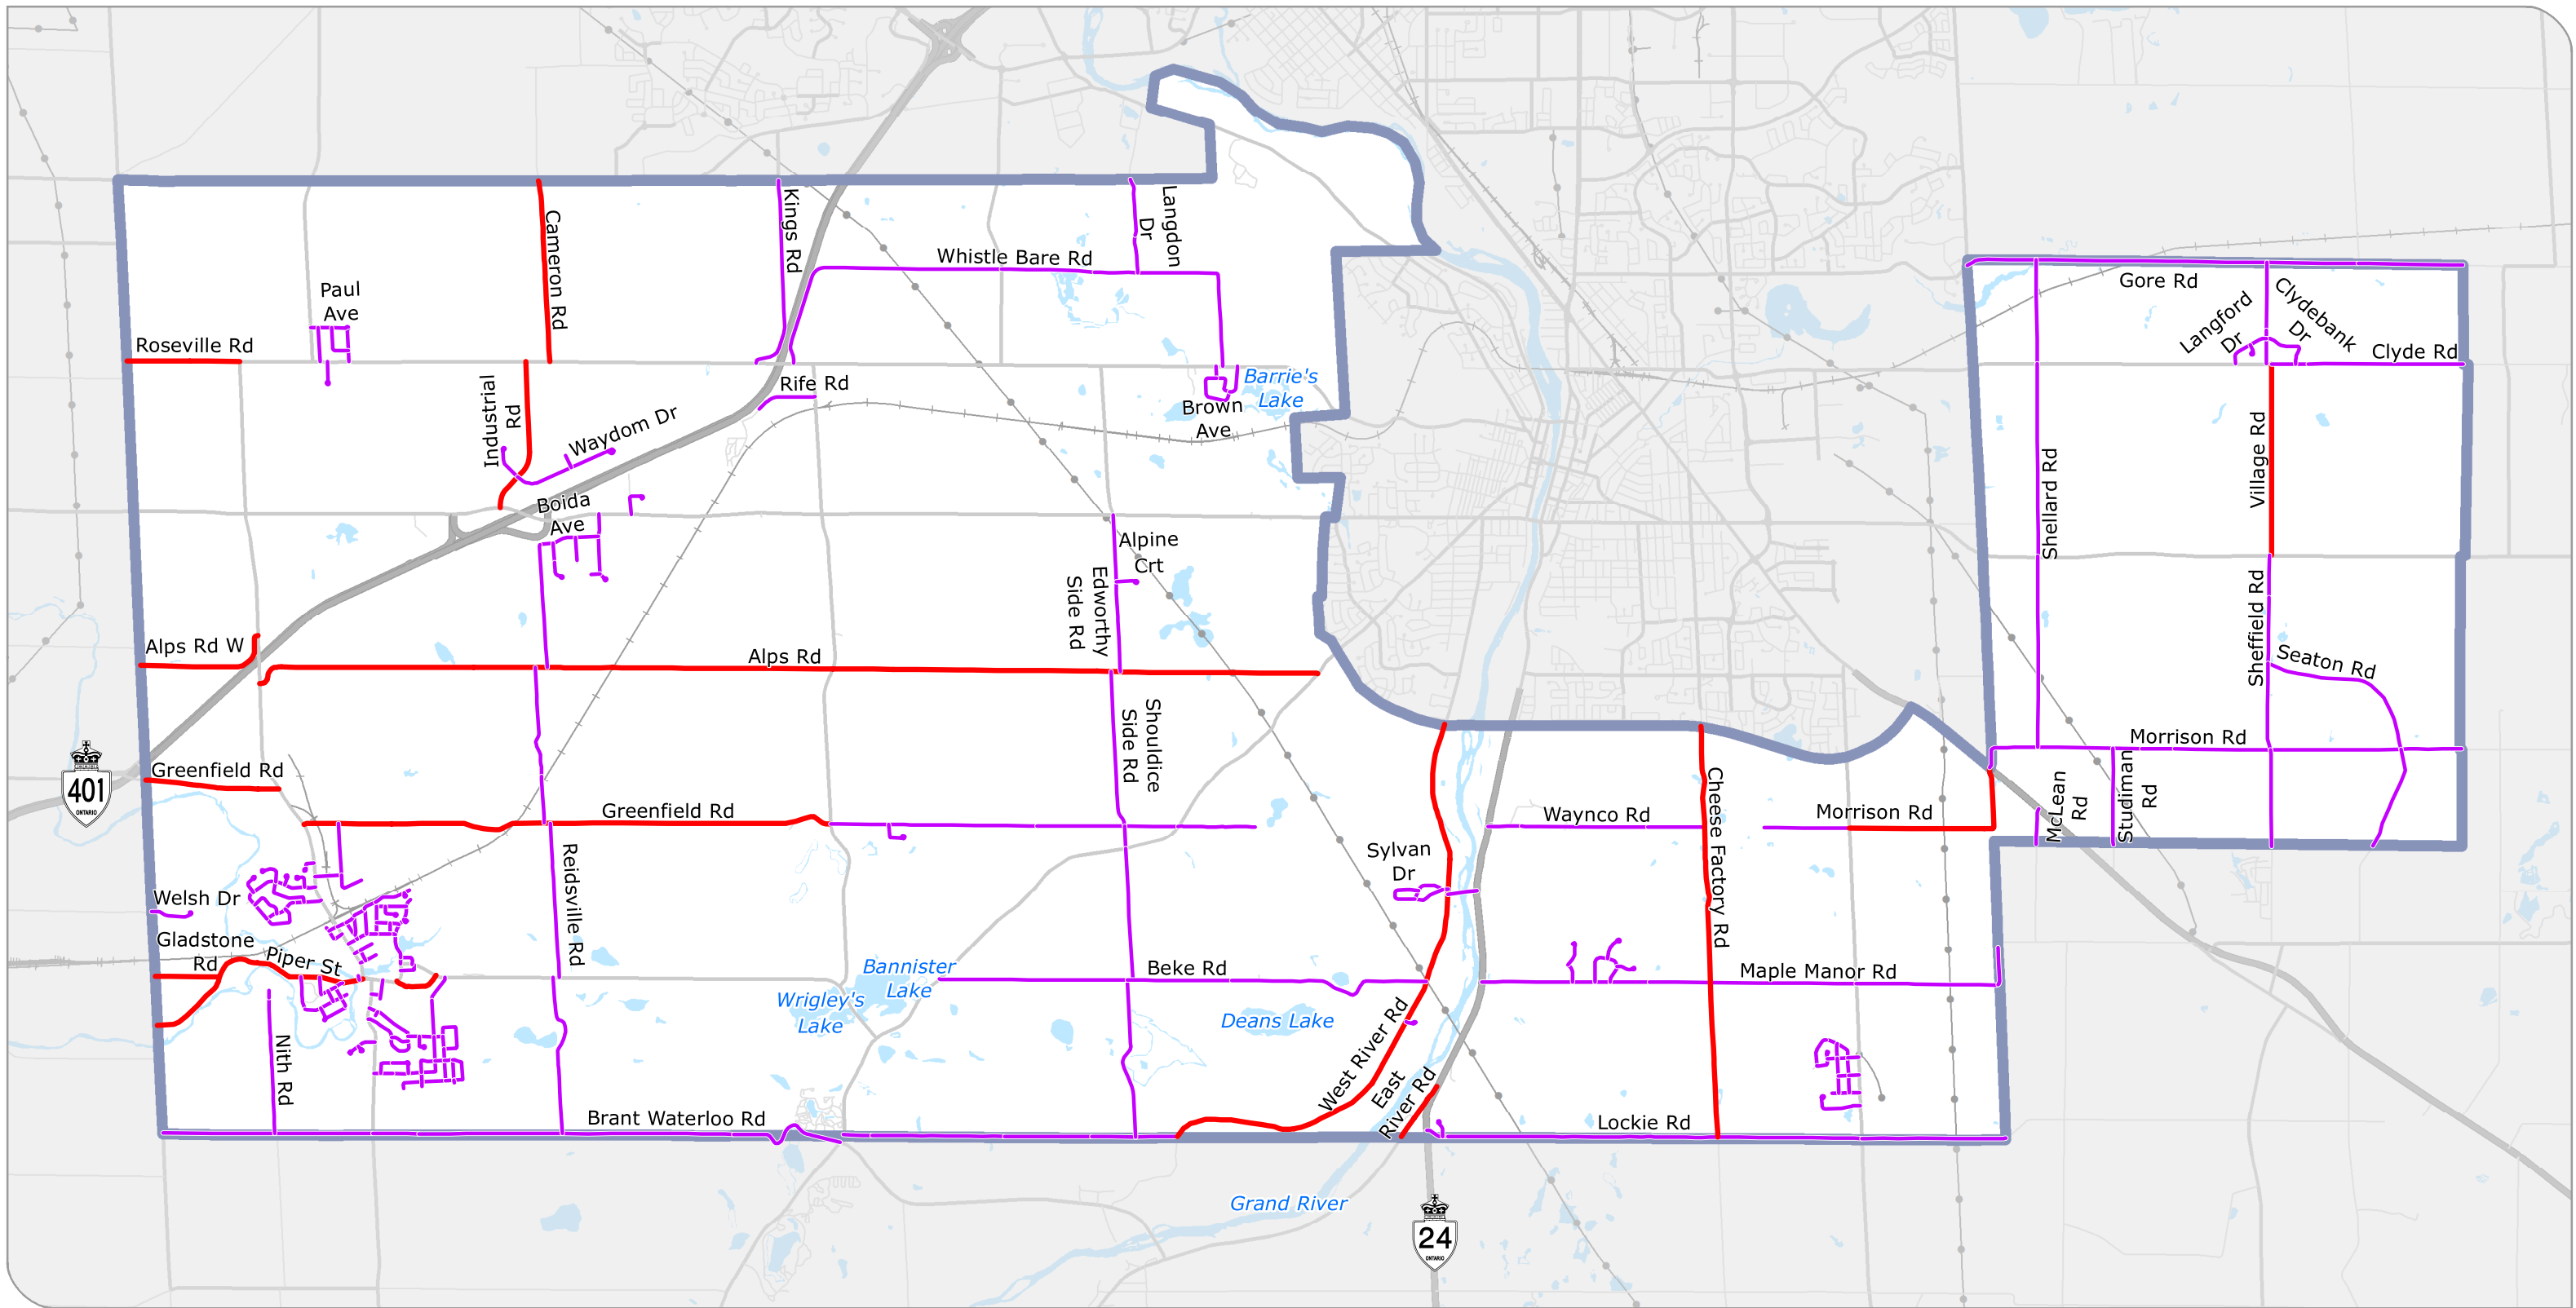 Kings Rd
Langdon
Dr
Cameron Rd
Whistle Bare Rd
Paul
Ave
Gore Rd
Langford
Dr
Clydebank
Dr
Roseville Rd
Clyde Rd
Industrial
Rd
Rife Rd
Barrie's
Lake
Waydom Dr
Brown
Ave
Village Rd
Shellard Rd
Boida
Ave
Alpine
Crt
Edworthy
Side Rd
Sheffield Rd
Alps Rd W
Alps Rd
Seaton Rd
Shouldice
Side Rd
Morrison Rd
401
ONTARIO
Greenfield Rd
Cheese Factory Rd
McLean
Rd
Studiman
Rd
Greenfield Rd
Waynco Rd
Morrison Rd
Sylvan
Dr
Reidsville Rd
Welsh Dr
Gladstone
Rd
Piper St
Bannister
Lake
Beke Rd
Maple Manor Rd
Wrigley's
Lake
Deans Lake
West River Rd
Nith Rd
East
River Rd
Brant Waterloo Rd
Lockie Rd
Grand River
24
ONTARIO